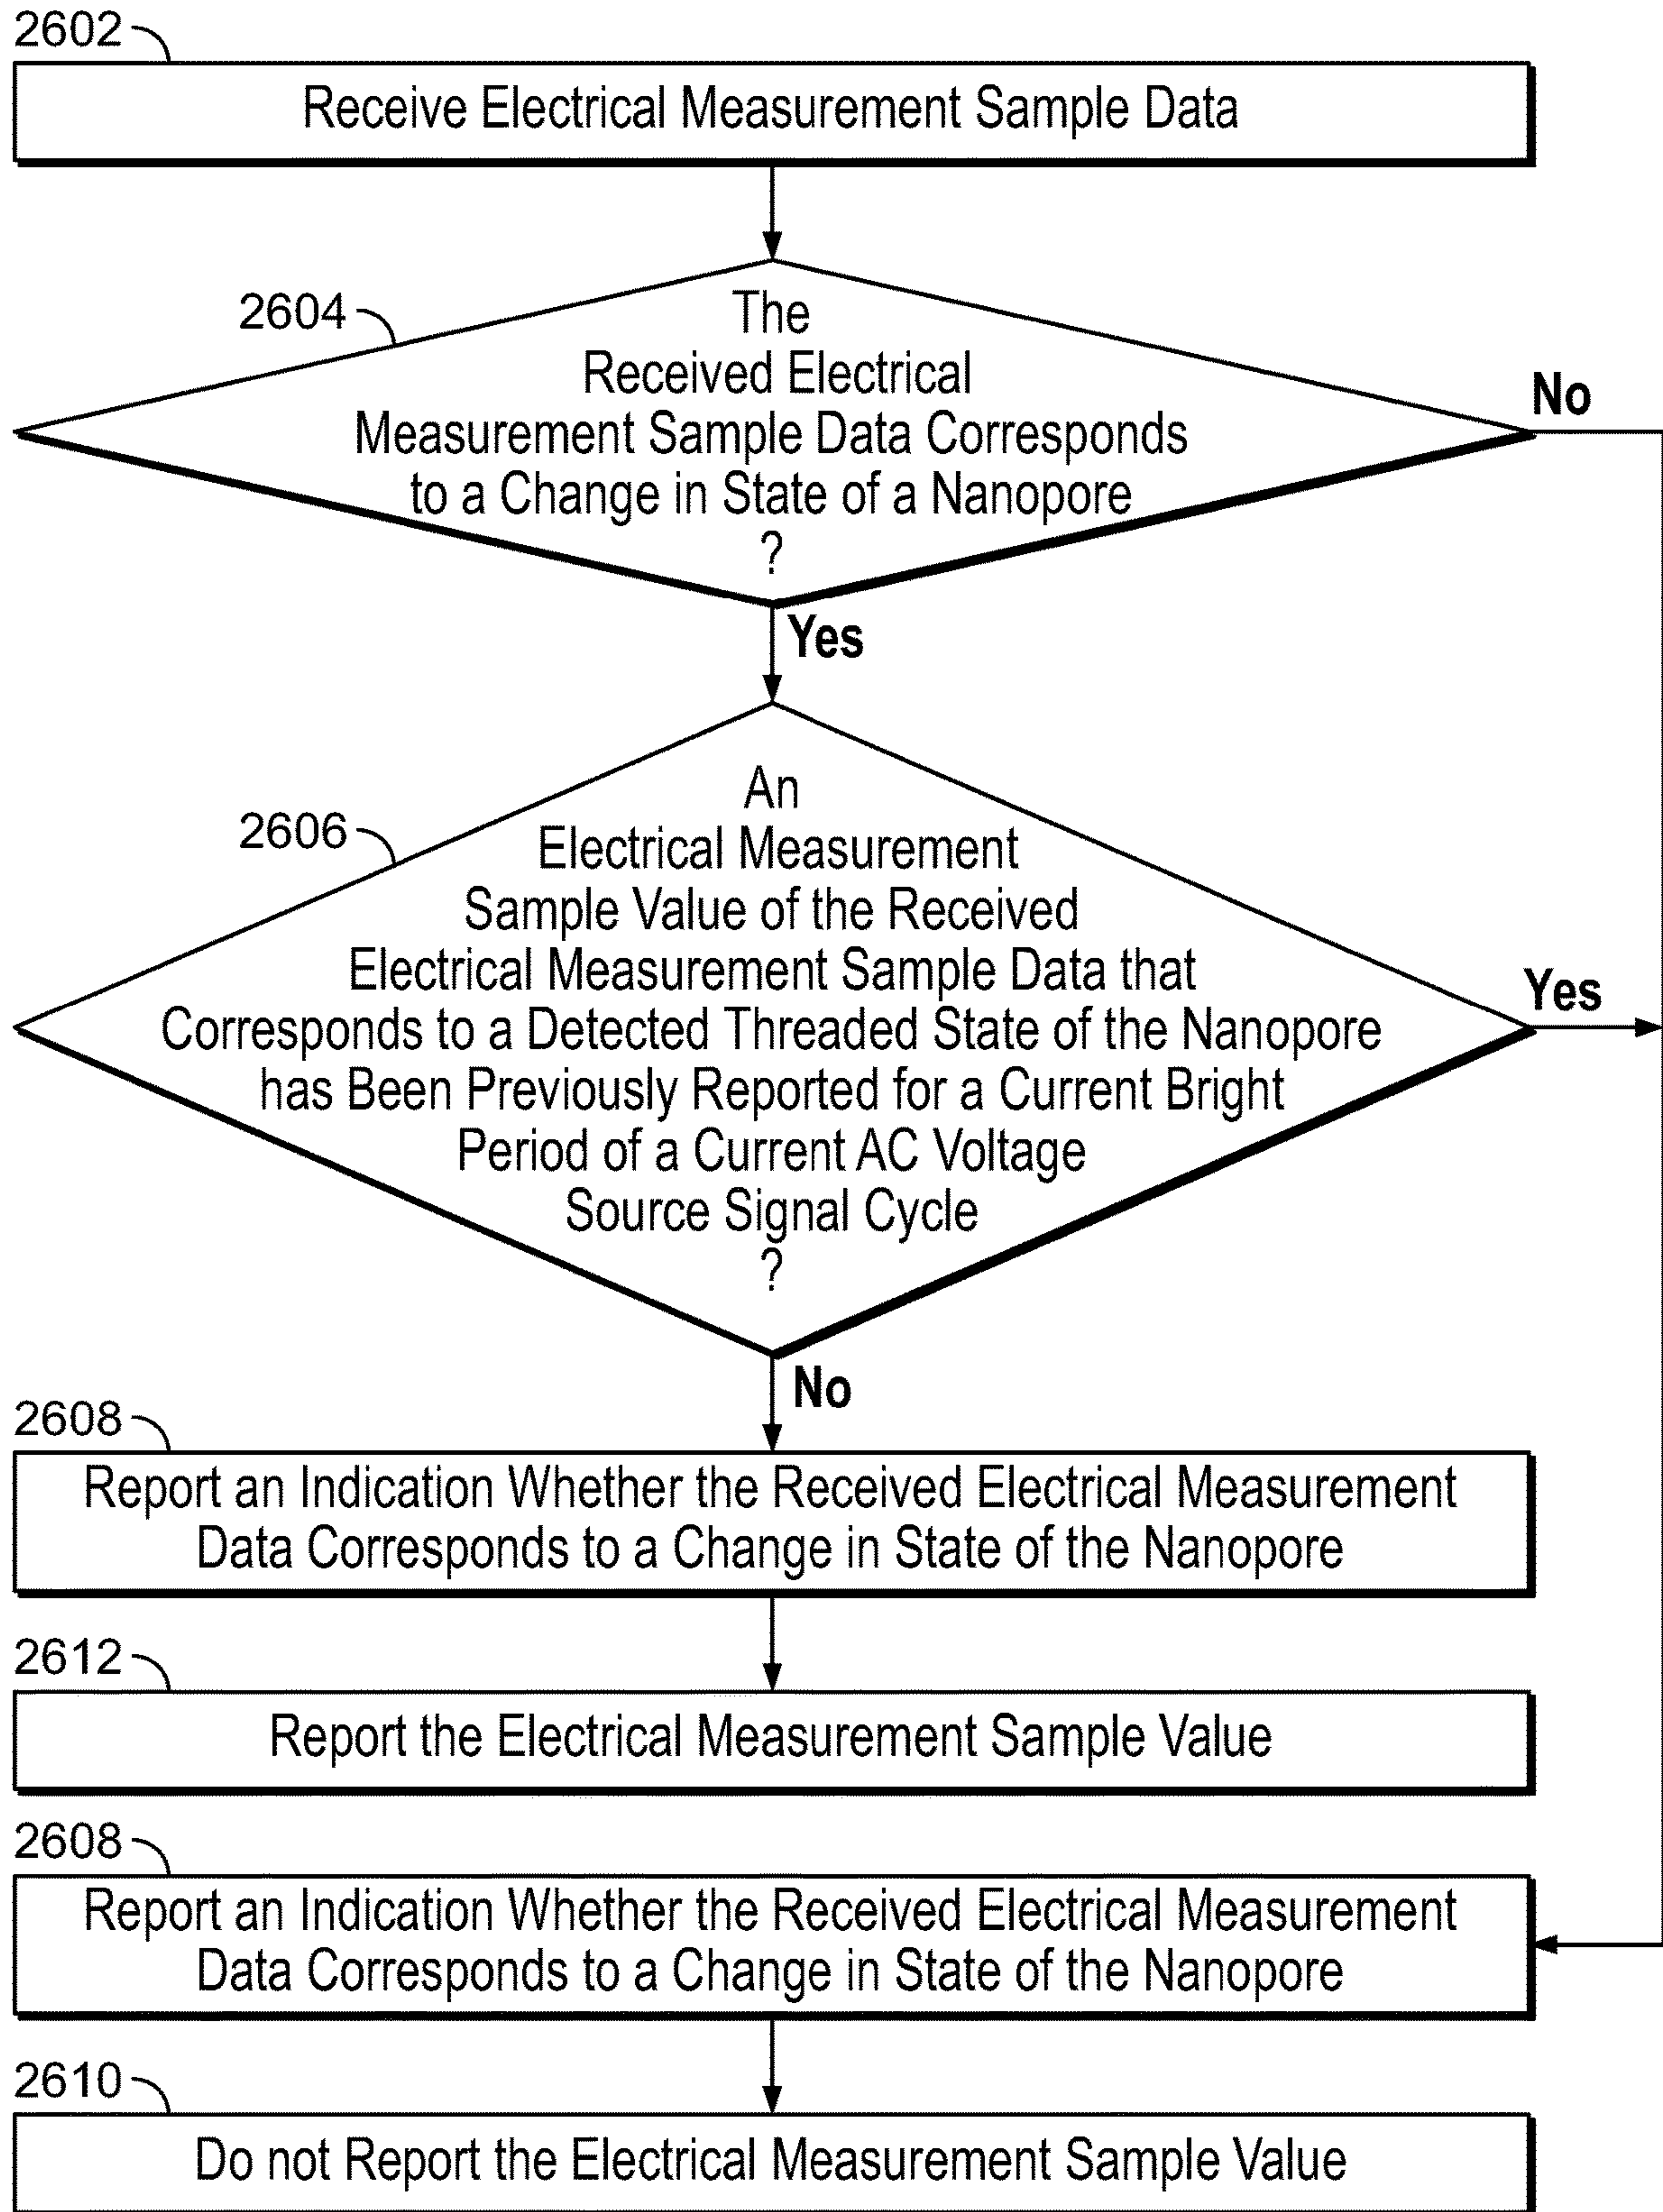 2602
Receive Electrical Measurement Sample Data
2604
The
Received Electrical
Measurement Sample Data Corresponds
to a Change in State of a Nanopore
?
No
Yes
2606
An
Electrical Measurement
Sample Value of the Received
Electrical Measurement Sample Data that
Corresponds to a Detected Threaded State of the Nanopore
has Been Previously Reported for a Current Bright
Period of a Current AC Voltage
Source Signal Cycle
?
Yes
No
2608
Report an Indication Whether the Received Electrical Measurement
Data Corresponds to a Change in State of the Nanopore
2612
Report the Electrical Measurement Sample Value
2608
Report an Indication Whether the Received Electrical Measurement
Data Corresponds to a Change in State of the Nanopore
2610
Do not Report the Electrical Measurement Sample Value